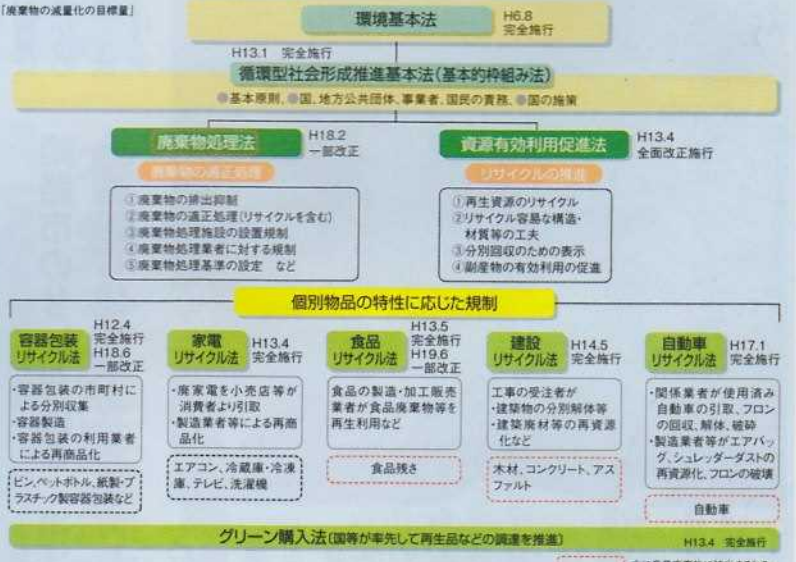 「廃棄物の減量化の目標量」
環境基本法
H6.8
完全施行
H13.1 完全施行
循環型社会形成推進基本法(基本的枠組み法)
●基本原則、●国、地方公共団体、事業者、国民の責務、●国の施策
廃棄物処理法
H18.2
一部改正
廃棄物の適正処理
①廃棄物の排出抑制
②廃棄物の適正処理(リサイクルを含む)
③廃棄物処理施設の設置規制
④廃棄物処理業者に対する規制
⑤廃棄物処理基準の設定 など
資源有効利用促進法
H13.4
全面改正施行
リサイクルの推進
①再生資源のリサイクル
②リサイクル容易な構造・
材質等の工夫
③分別回収のための表示
④副産物の有効利用の促進
個別物品の特性に応じた規制
容器包装
リサイクル法
H12.4
完全施行
H18.6
一部改正
・容器包装の市町村に
よる分別収集
・容器製造
・容器包装の利用業者
による再商品化
ビン、ペットボトル、紙製・プ
ラスチック製容器包装など
家電
リサイクル法
H13.4
完全施行
・廃家電を小売店等が
消費者より引取
・製造業者等による再商
品化
エアコン、冷蔵庫・冷凍
庫、テレビ、洗濯機
食品
リサイクル法
H13.5
完全施行
H19.6
一部改正
食品の製造・加工販売
業者が食品廃棄物等を
再生利用など
食品残さ
建設
リサイクル法
H14.5
完全施行
工事の受注者が
・建築物の分別解体等
・建築廃材等の再資源
化など
木材、コンクリート、アス
ファルト
自動車
リサイクル法
H17.1
完全施行
・関係業者が使用済み
自動車の引取、フロン
の回収、解体、破砕
・製造業者等がエアバッ
グ、シュレッダーダストの
再資源化、フロンの破壊
自動車
グリーン購入法(国等が率先して再生品などの調達を推進)
H13.4 完全施行